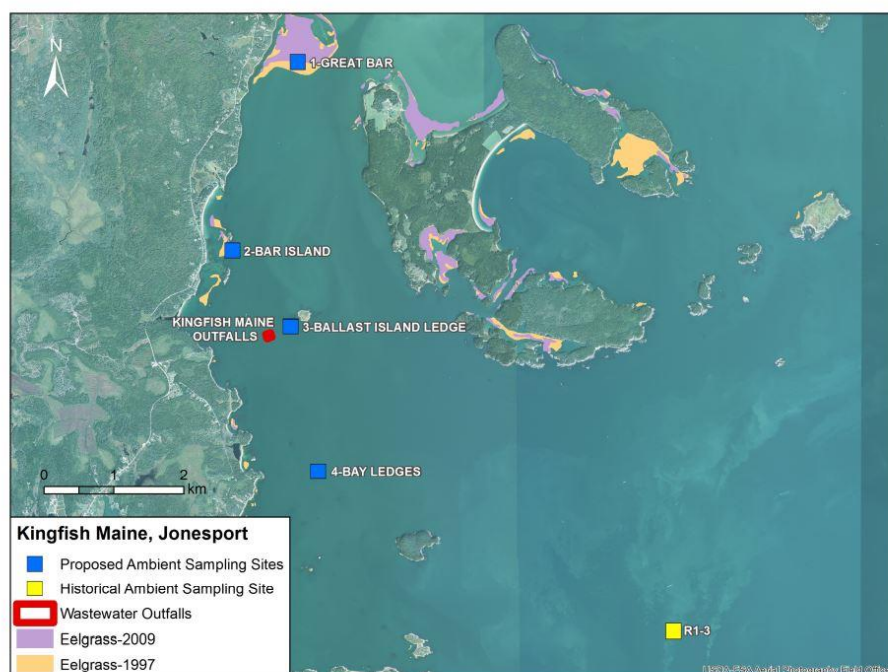 N
1-GREAT BAR
2-BAR ISLAND
KINGFISH MAINE
OUTFALLS
3-BALLAST ISLAND LEDGE
4-BAY LEDGES
0 1 2
km
R1-3
Kingfish Maine, Jonesport
Proposed Ambient Sampling Sites
Historical Ambient Sampling Site
Wastewater Outfalls
Eelgrass-2009
Eelgrass-1997